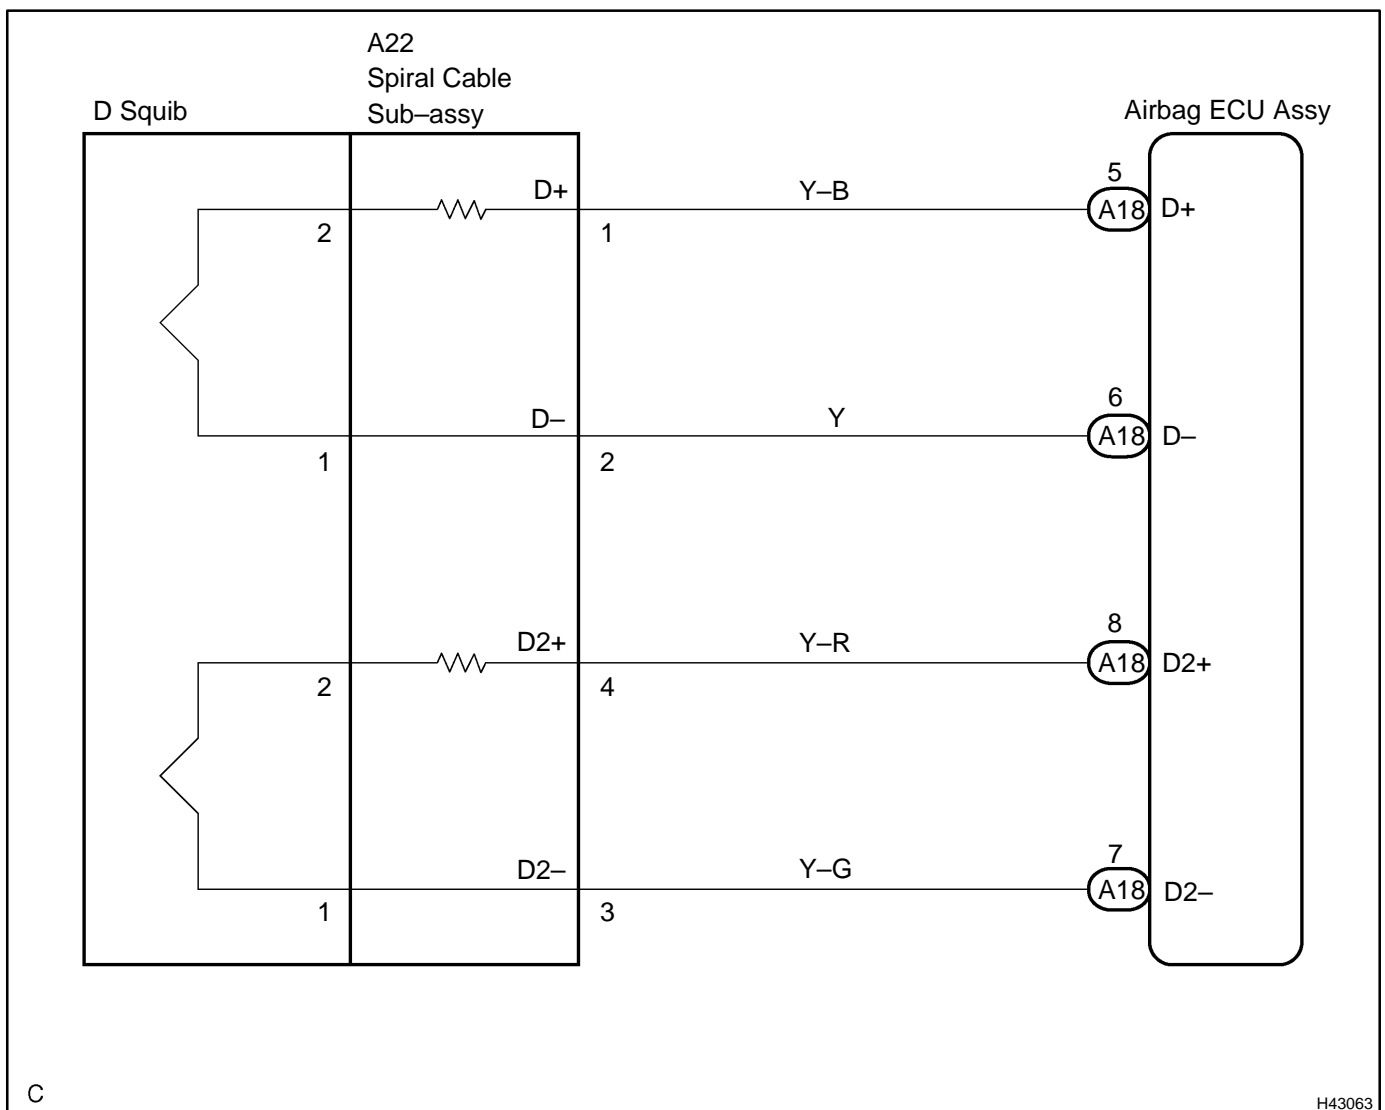 A22
Spiral Cable
Sub–assy
D Squib
Airbag ECU Assy
D+
Y–B
5
A18
D+
2
1
D–
Y
6
A18
D–
1
2
D2+
Y–R
8
A18
D2+
2
4
D2–
Y–G
7
A18
D2–
1
3
C
H43063